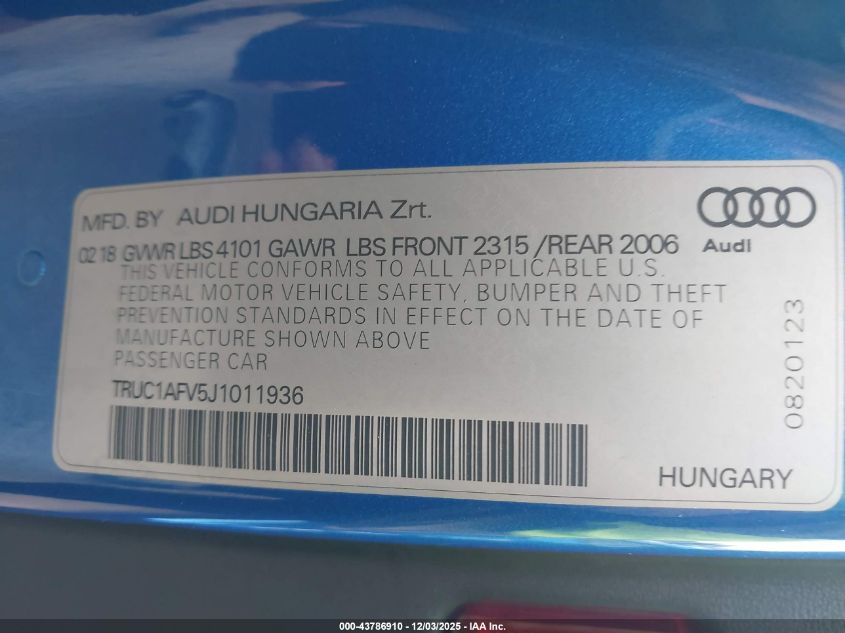 MFD. BY AUDI HUNGARIA Zrt.
02 18 GVWR LBS 4101 GAWR LBS FRONT 2315 /REAR 2006
Audi
THIS VEHICLE CONFORMS TO ALL APPLICABLE U.S.
FEDERAL MOTOR VEHICLE SAFETY, BUMPER AND THEFT
PREVENTION STANDARDS IN EFFECT ON THE DATE OF
MANUFACTURE SHOWN ABOVE
PASSENGER CAR
TRUC1AFV5J1011936
0820123
HUNGARY
000-43786910 - 12/03/2025 - IAA Inc.